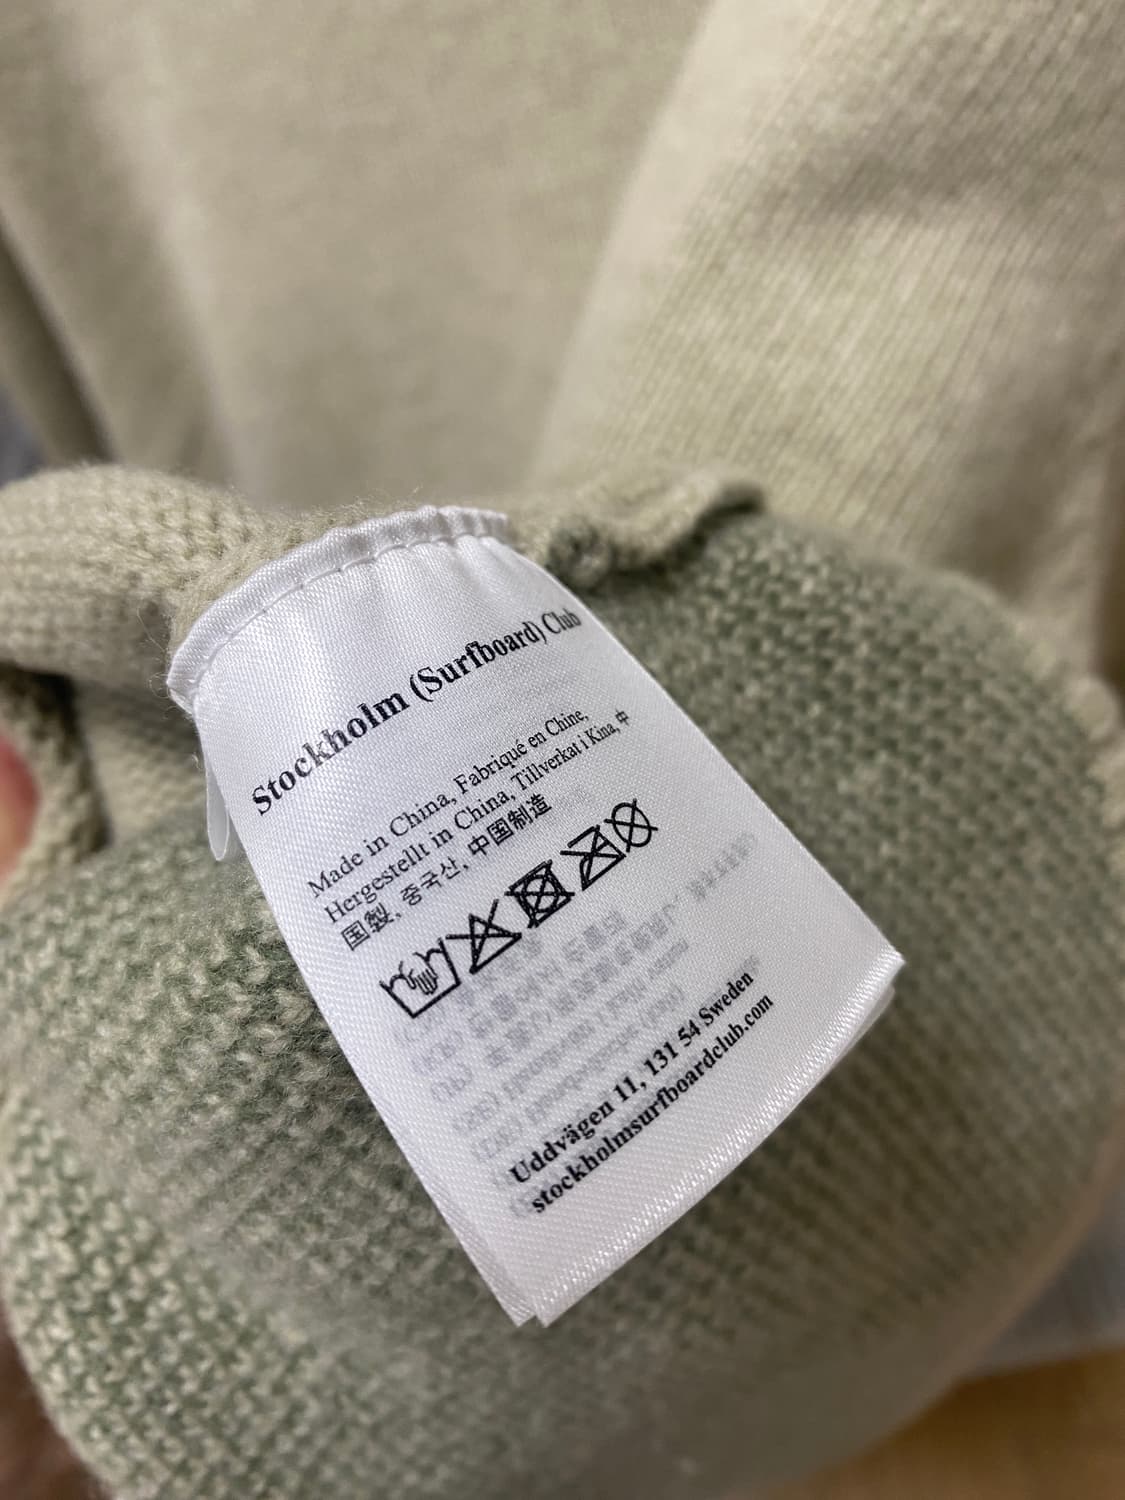 Stockholm (Surfboard) Club
Made in China, Fabriqué en Chine,
Hergestellt in China, Tillverkat i Kina, 中
国製, 중국산, 中国制造
Uddvägen 11, 131 54 Sweden
stockholmsurfboardclub.com